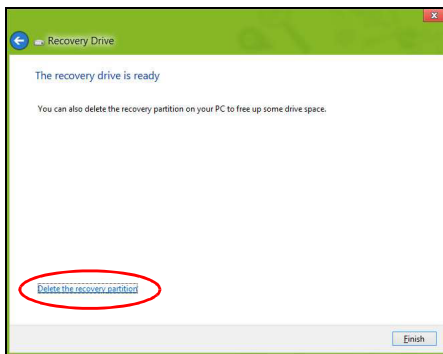 Recovery Drive
The recovery drive is ready
You can also delete the recovery partition on your PC to free up some drive space.
Delete the recovery partition
Finish